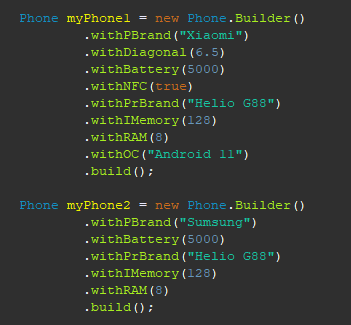 Phone myPhone1 = new Phone.Builder()
.withPBrand("Xiaomi")
.withDiagonal(6.5)
.withBattery(5000)
.withNFC(true)
.withPrBrand("Helio G88")
.withIMemory(128)
.withRAM(8)
.withOC("Android 11")
.build();
Phone myPhone2 = new Phone.Builder()
.withPBrand("Sumsung")
.withBattery(5000)
.withPrBrand("Helio G88")
.withIMemory(128)
.withRAM(8)
.build();